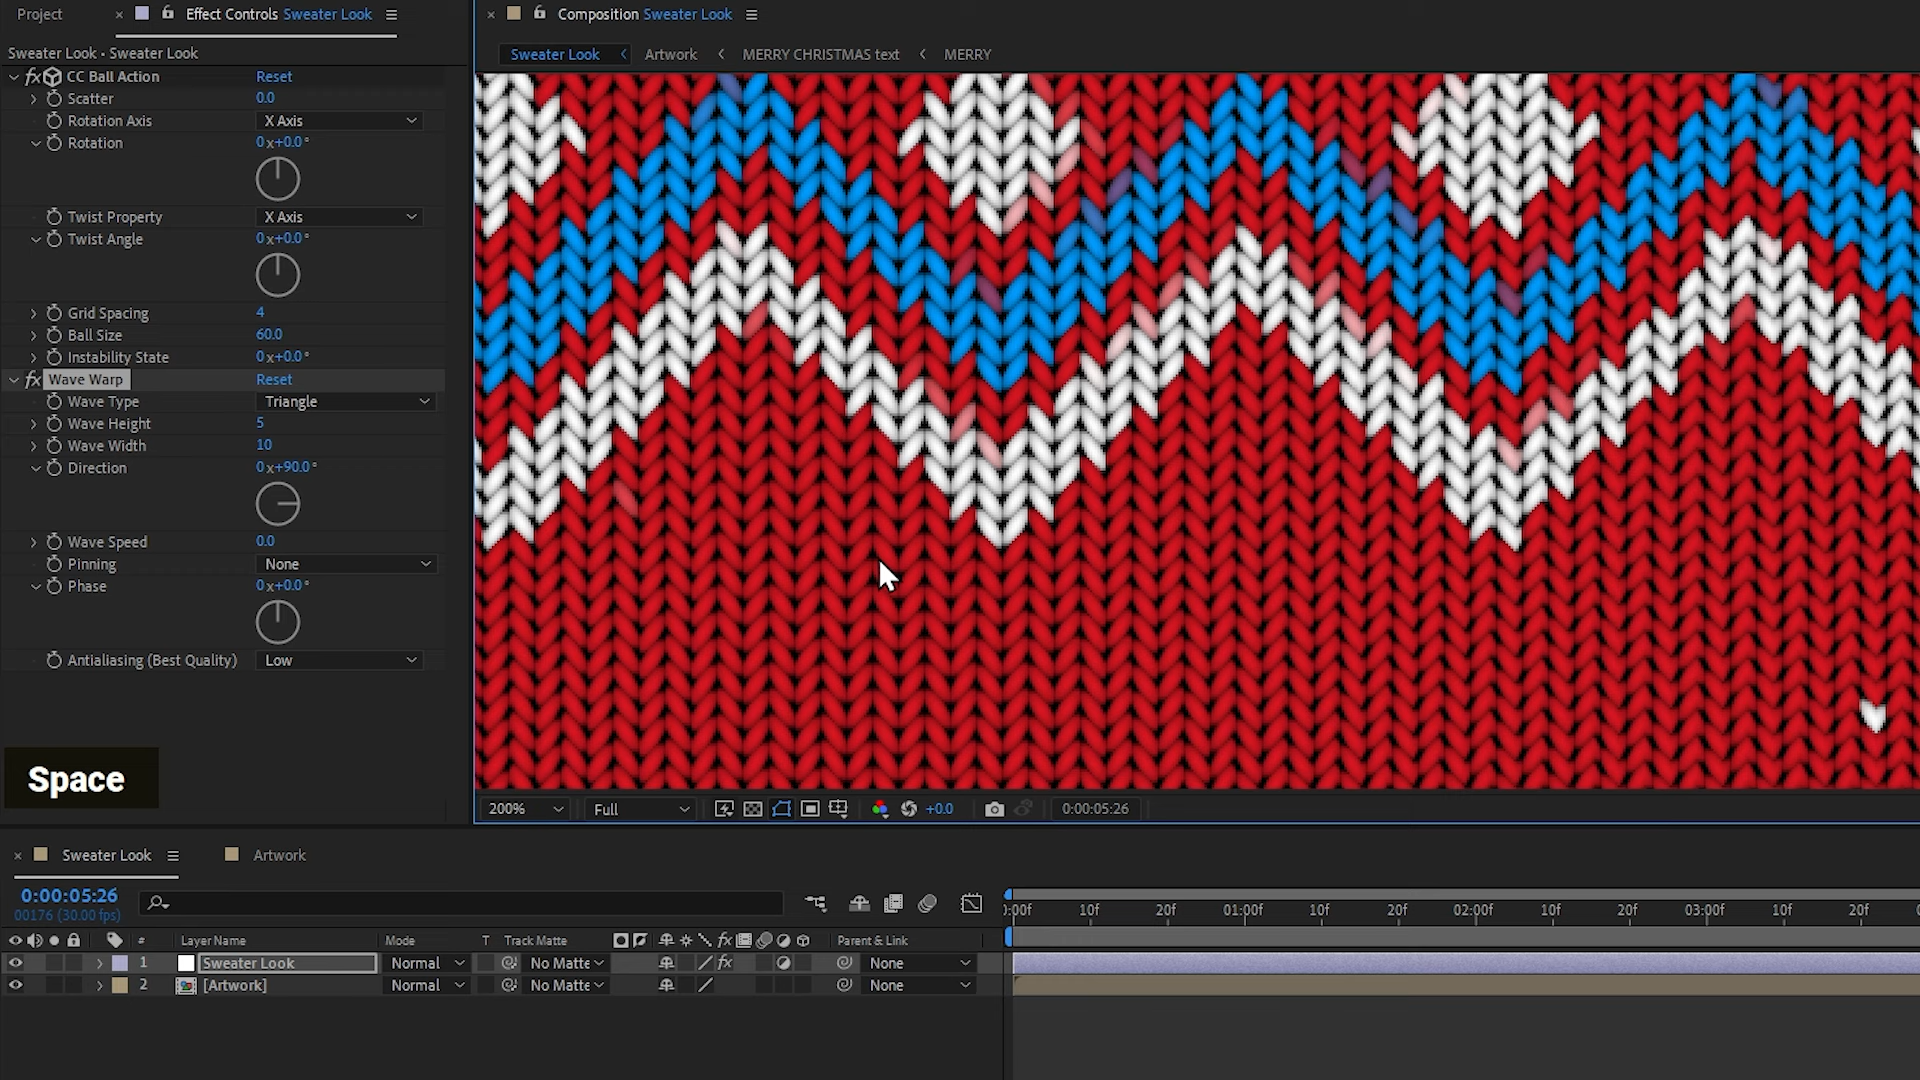 Project × Effect Controls Sweater Look
× Composition Sweater Look
Sweater Look • Sweater Look
Sweater Look < Artwork < MERRY CHRISTMAS text < MERRY
fx CC Ball Action Reset
Scatter 0.0
Rotation Axis X Axis
Rotation 0x+0.0°
Twist Property X Axis
Twist Angle 0x+0.0°
Grid Spacing 4
Ball Size 60.0
Instability State 0x+0.0°
fx Wave Warp Reset
Wave Type Triangle
Wave Height 5
Wave Width 10
Direction 0x+90.0°
Wave Speed 0.0
Pinning None
Phase 0x+0.0°
Antialiasing (Best Quality) Low
Space
200% Full +0.0 0:00:05:26
× Sweater Look Artwork
0:00:05:26
00176 (30.00 fps)
:00f 10f 20f 01:00f 10f 20f 02:00f 10f 20f 03:00f 10f 20f
# Layer Name Mode T Track Matte fx Parent & Link
1 Sweater Look Normal No Matte fx None
2 [Artwork] Normal No Matte None